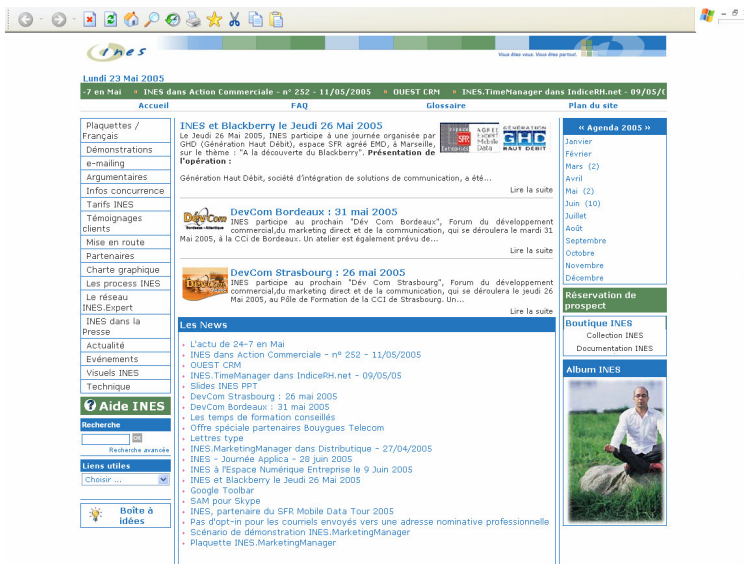 ines
Vous êtes vous. Vous êtes partout.
Lundi 23 Mai 2005
-7 en Mai INES dans Action Commerciale - n° 252 - 11/05/2005 OUEST CRM INES.TimeManager dans IndiceRH.net - 09/05/
Accueil FAQ Glossaire Plan du site
Plaquettes /
Français
Démonstrations
e-mailing
Argumentaires
Infos concurrence
Tarifs INES
Témoignages
clients
Mise en route
Partenaires
Charte graphique
Les process INES
Le réseau
INES.Expert
INES dans la
Presse
Actualité
Evénements
Visuels INES
Technique
Aide INES
Recherche
OK
Recherche avancée
Liens utiles
Choisir ...
Boîte à
idées
INES et Blackberry le Jeudi 26 Mai 2005
Le Jeudi 26 Mai 2005, INES participe à une journée organisée par
GHD (Génération Haut Débit), espace SFR agréé EMD, à Marseille,
sur le thème : "A la découverte du Blackberry". Présentation de
l'opération :
Génération Haut Débit, société d'intégration de solutions de communication, a été...
espace
SFR
Entreprises
AGREE
Expert
Mobile
Data
GÉNÉRATION
GHD
HAUT DÉBIT
Lire la suite
DévCom
Bordeaux - Atlantique
DevCom Bordeaux : 31 mai 2005
INES participe au prochain "Dév Com Bordeaux", Forum du développement
commercial,du marketing direct et de la communication, qui se déroulera le mardi 31
Mai 2005, à la CCi de Bordeaux. Un atelier est également prévu de...
Lire la suite
DévCom
DevCom Strasbourg : 26 mai 2005
INES participe au prochain "Dév Com Strasbourg", Forum du développement
commercial,du marketing direct et de la communication, qui se déroulera le jeudi 26
Mai 2005, au Pôle de Formation de la CCI de Strasbourg. Un...
Lire la suite
Les News
L'actu de 24-7 en Mai
INES dans Action Commerciale - n° 252 - 11/05/2005
OUEST CRM
INES.TimeManager dans IndiceRH.net - 09/05/05
Slides INES PPT
DevCom Strasbourg : 26 mai 2005
DevCom Bordeaux : 31 mai 2005
Les temps de formation conseillés
Offre spéciale partenaires Bouygues Telecom
Lettres type
INES.MarketingManager dans Distributique - 27/04/2005
INES - Journée Applica - 28 juin 2005
INES à l'Espace Numérique Entreprise le 9 Juin 2005
INES et Blackberry le Jeudi 26 Mai 2005
Google Toolbar
SAM pour Skype
INES, partenaire du SFR Mobile Data Tour 2005
Pas d'opt-in pour les courriels envoyés vers une adresse nominative professionnelle
Scénario de démonstration INES.MarketingManager
Plaquette INES.MarketingManager
« Agenda 2005 »
Janvier
Février
Mars (2)
Avril
Mai (2)
Juin (10)
Juillet
Août
Septembre
Octobre
Novembre
Décembre
Réservation de
prospect
Boutique INES
Collection INES
Documentation INES
Album INES